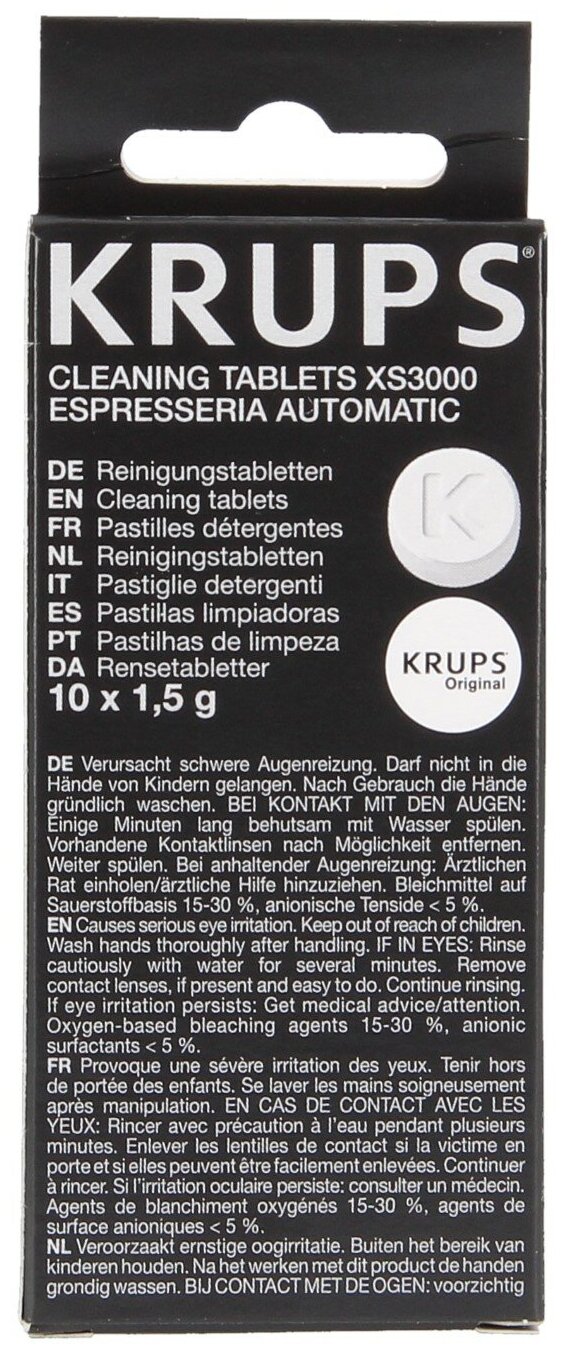 KRUPS®
CLEANING TABLETS XS3000
ESPRESSERIA AUTOMATIC
DE Reinigungstabletten
EN Cleaning tablets
FR Pastilles détergentes
NL Reinigingstabletten
IT Pastiglie detergenti
ES Pastillas limpiadoras
PT Pastilhas de limpeza
DA Rensetabletter
10 x 1,5 g
K
KRUPS
Original
DE Verursacht schwere Augenreizung. Darf nicht in die
Hände von Kindern gelangen. Nach Gebrauch die Hände
gründlich waschen. BEI KONTAKT MIT DEN AUGEN:
Einige Minuten lang behutsam mit Wasser spülen.
Vorhandene Kontaktlinsen nach Möglichkeit entfernen.
Weiter spülen. Bei anhaltender Augenreizung: Ärztlichen
Rat einholen/ärztliche Hilfe hinzuziehen. Bleichmittel auf
Sauerstoffbasis 15-30 %, anionische Tenside < 5 %.
EN Causes serious eye irritation. Keep out of reach of children.
Wash hands thoroughly after handling. IF IN EYES: Rinse
cautiously with water for several minutes. Remove
contact lenses, if present and easy to do. Continue rinsing.
If eye irritation persists: Get medical advice/attention.
Oxygen-based bleaching agents 15-30 %, anionic
surfactants < 5 %.
FR Provoque une sévère irritation des yeux. Tenir hors
de portée des enfants. Se laver les mains soigneusement
après manipulation. EN CAS DE CONTACT AVEC LES
YEUX: Rincer avec précaution à l'eau pendant plusieurs
minutes. Enlever les lentilles de contact si la victime en
porte et si elles peuvent être facilement enlevées. Continuer
à rincer. Si l'irritation oculaire persiste: consulter un médecin.
Agents de blanchiment oxygénés 15-30 %, agents de
surface anioniques < 5 %.
NL Veroorzaakt ernstige oogirritatie. Buiten het bereik van
kinderen houden. Na het werken met dit product de handen
grondig wassen. BIJ CONTACT MET DE OGEN: voorzichtig